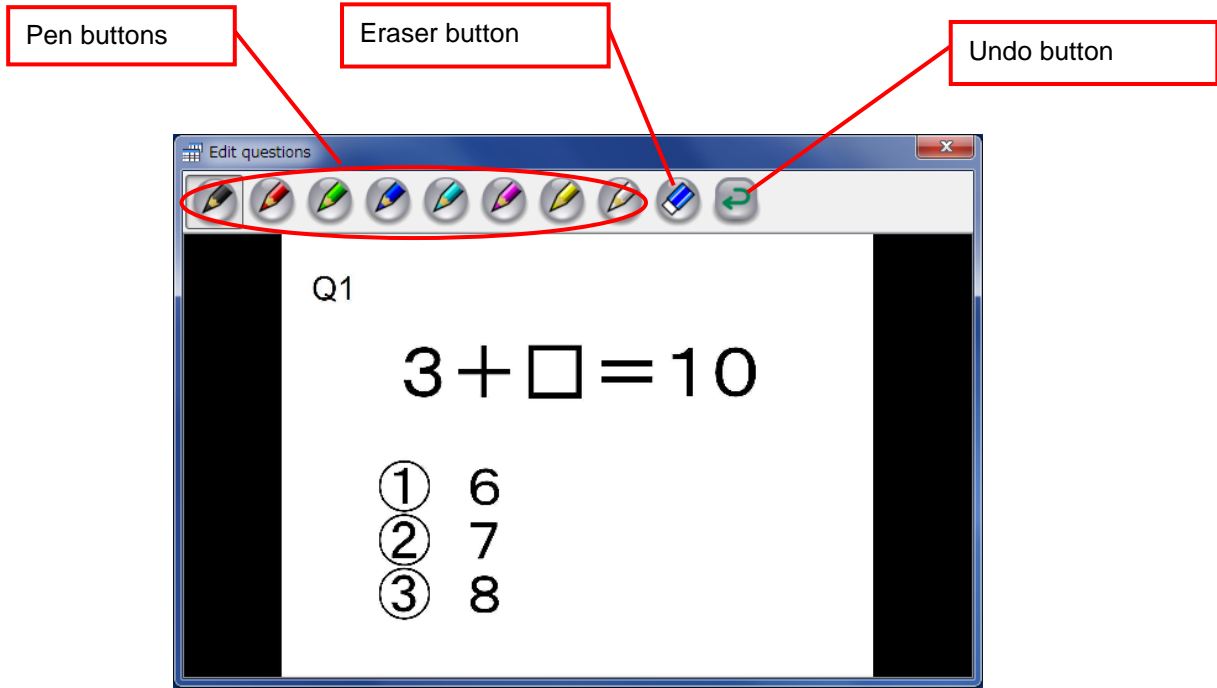 Pen buttons
Eraser button
Undo button
Edit questions
Q1
3+□=10
① 6
② 7
③ 8